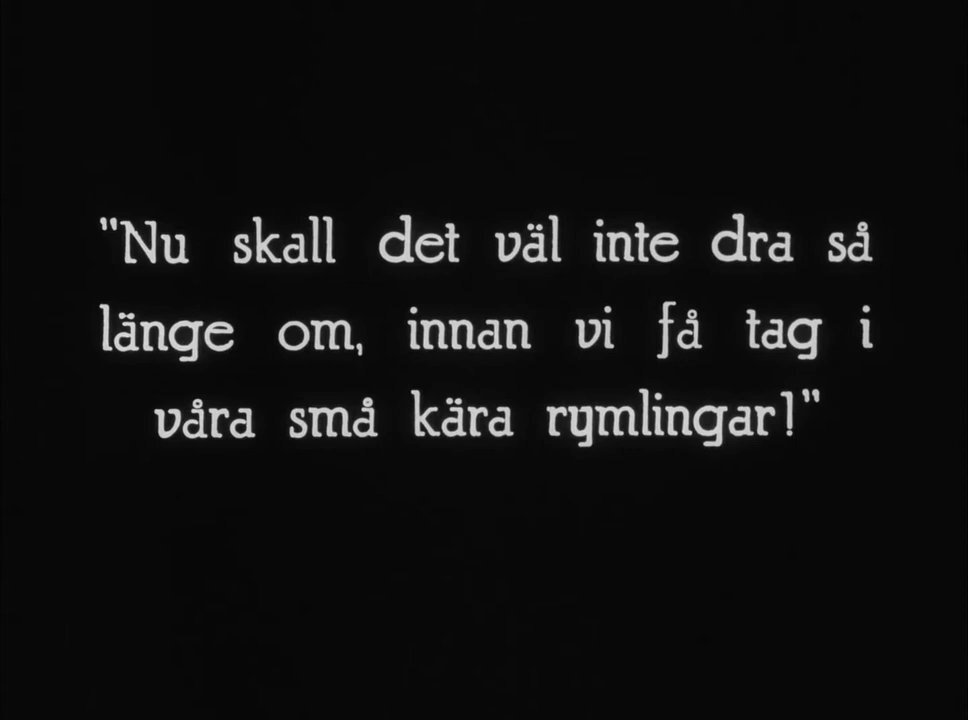 "Nu skall det väl inte dra så
länge om, innan vi få tag i
våra små kära rymlingar!"